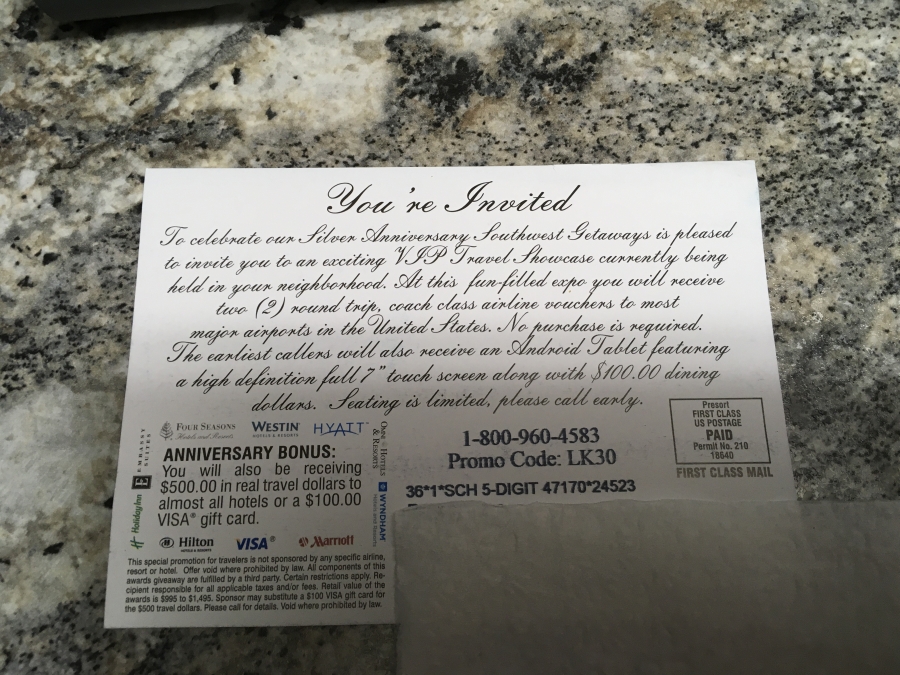 You're Invited
To celebrate our Silver Anniversary Southwest Getaways is pleased
to invite you to an exciting VIP Travel Showcase currently being
held in your neighborhood. At this fun-filled expo you will receive
two (2) round trip, coach class airline vouchers to most
major airports in the United States. No purchase is required.
The earliest callers will also receive an Android Tablet featuring
a high definition full 7" touch screen along with $100.00 dining
dollars. Seating is limited, please call early.
Presort
FIRST CLASS
US POSTAGE
PAID
Permit No. 210
18640
FIRST CLASS MAIL
1-800-960-4583
Promo Code: LK30
36*1*SCH 5-DIGIT 47170*24523
FOUR SEASONS
Hotels and Resorts
WESTIN
HOTELS & RESORTS
HYATT
EMBASSY
SUITES
Holiday Inn
Omni Hotels
& RESORTS
WYNDHAM
ANNIVERSARY BONUS:
You will also be receiving
$500.00 in real travel dollars to
almost all hotels or a $100.00
VISA® gift card.
Hilton
HOTELS & RESORTS
VISA®
Marriott
This special promotion for travelers is not sponsored by any specific airline,
resort or hotel. Offer void where prohibited by law. All components of this
awards giveaway are fulfilled by a third party. Certain restrictions apply. Re-
cipient responsible for all applicable taxes and/or fees. Retail value of the
awards is $995 to $1,495. Sponsor may substitute a $100 VISA gift card for
the $500 travel dollars. Please call for details. Void where prohibited by law.